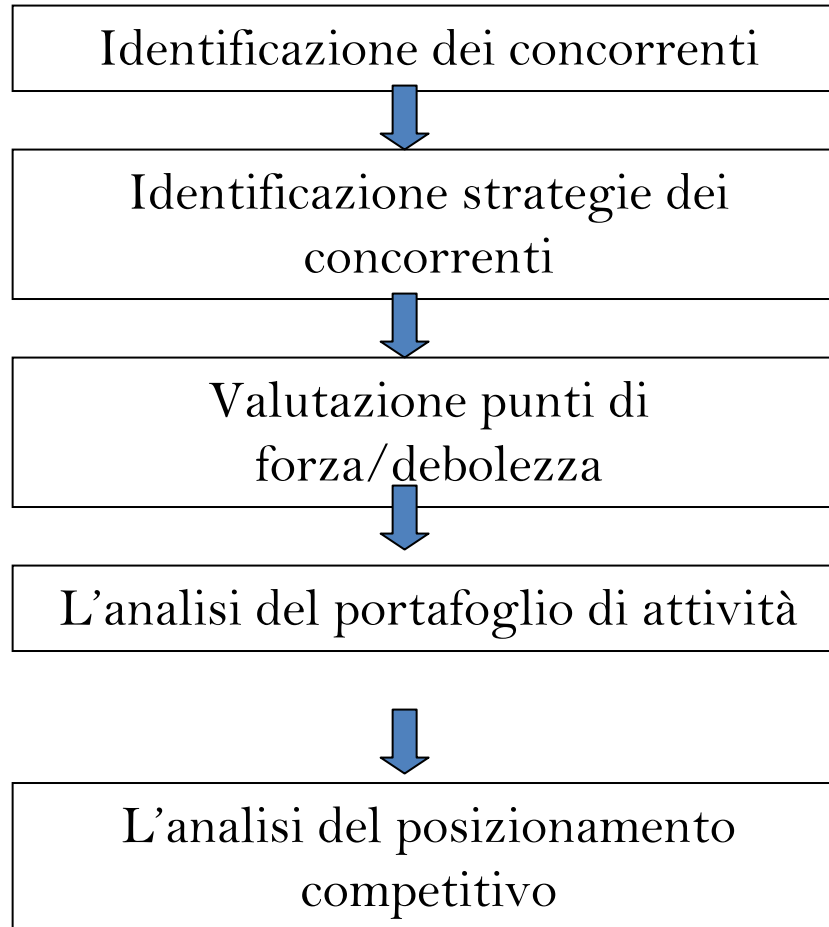 Identificazione dei concorrenti
Identificazione strategie dei
concorrenti
Valutazione punti di
forza/debolezza
L’analisi del portafoglio di attività
L’analisi del posizionamento
competitivo